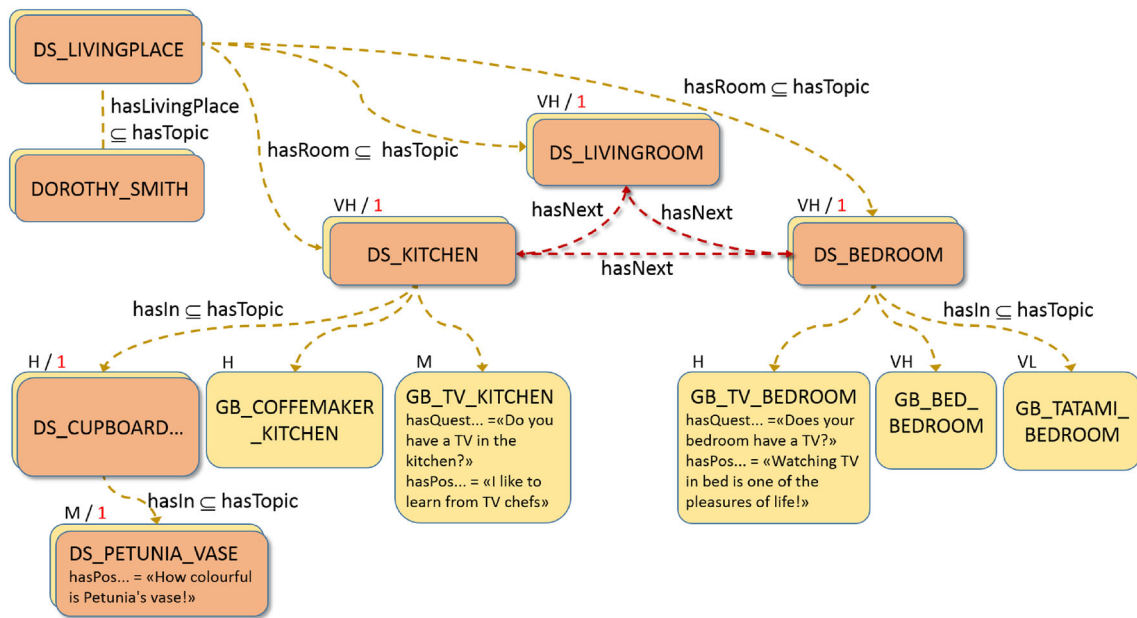 DS_LIVINGPLACE
hasLivingPlace
⊆ hasTopic
DOROTHY_SMITH
hasRoom ⊆ hasTopic
hasRoom ⊆ hasTopic
VH / 1
DS_LIVINGROOM
hasNext
hasNext
hasNext
VH / 1
DS_KITCHEN
VH / 1
DS_BEDROOM
hasIn ⊆ hasTopic
hasIn ⊆ hasTopic
H / 1
DS_CUPBOARD...
H
GB_COFFEMAKER
_KITCHEN
M
GB_TV_KITCHEN
hasQuest... =«Do you
have a TV in the
kitchen?»
hasPos... = «I like to
learn from TV chefs»
H
GB_TV_BEDROOM
hasQuest... =«Does your
bedroom have a TV?»
hasPos... = «Watching TV
in bed is one of the
pleasures of life!»
VH
GB_BED_
BEDROOM
VL
GB_TATAMI_
BEDROOM
hasIn ⊆ hasTopic
M / 1
DS_PETUNIA_VASE
hasPos... = «How colourful
is Petunia's vase!»